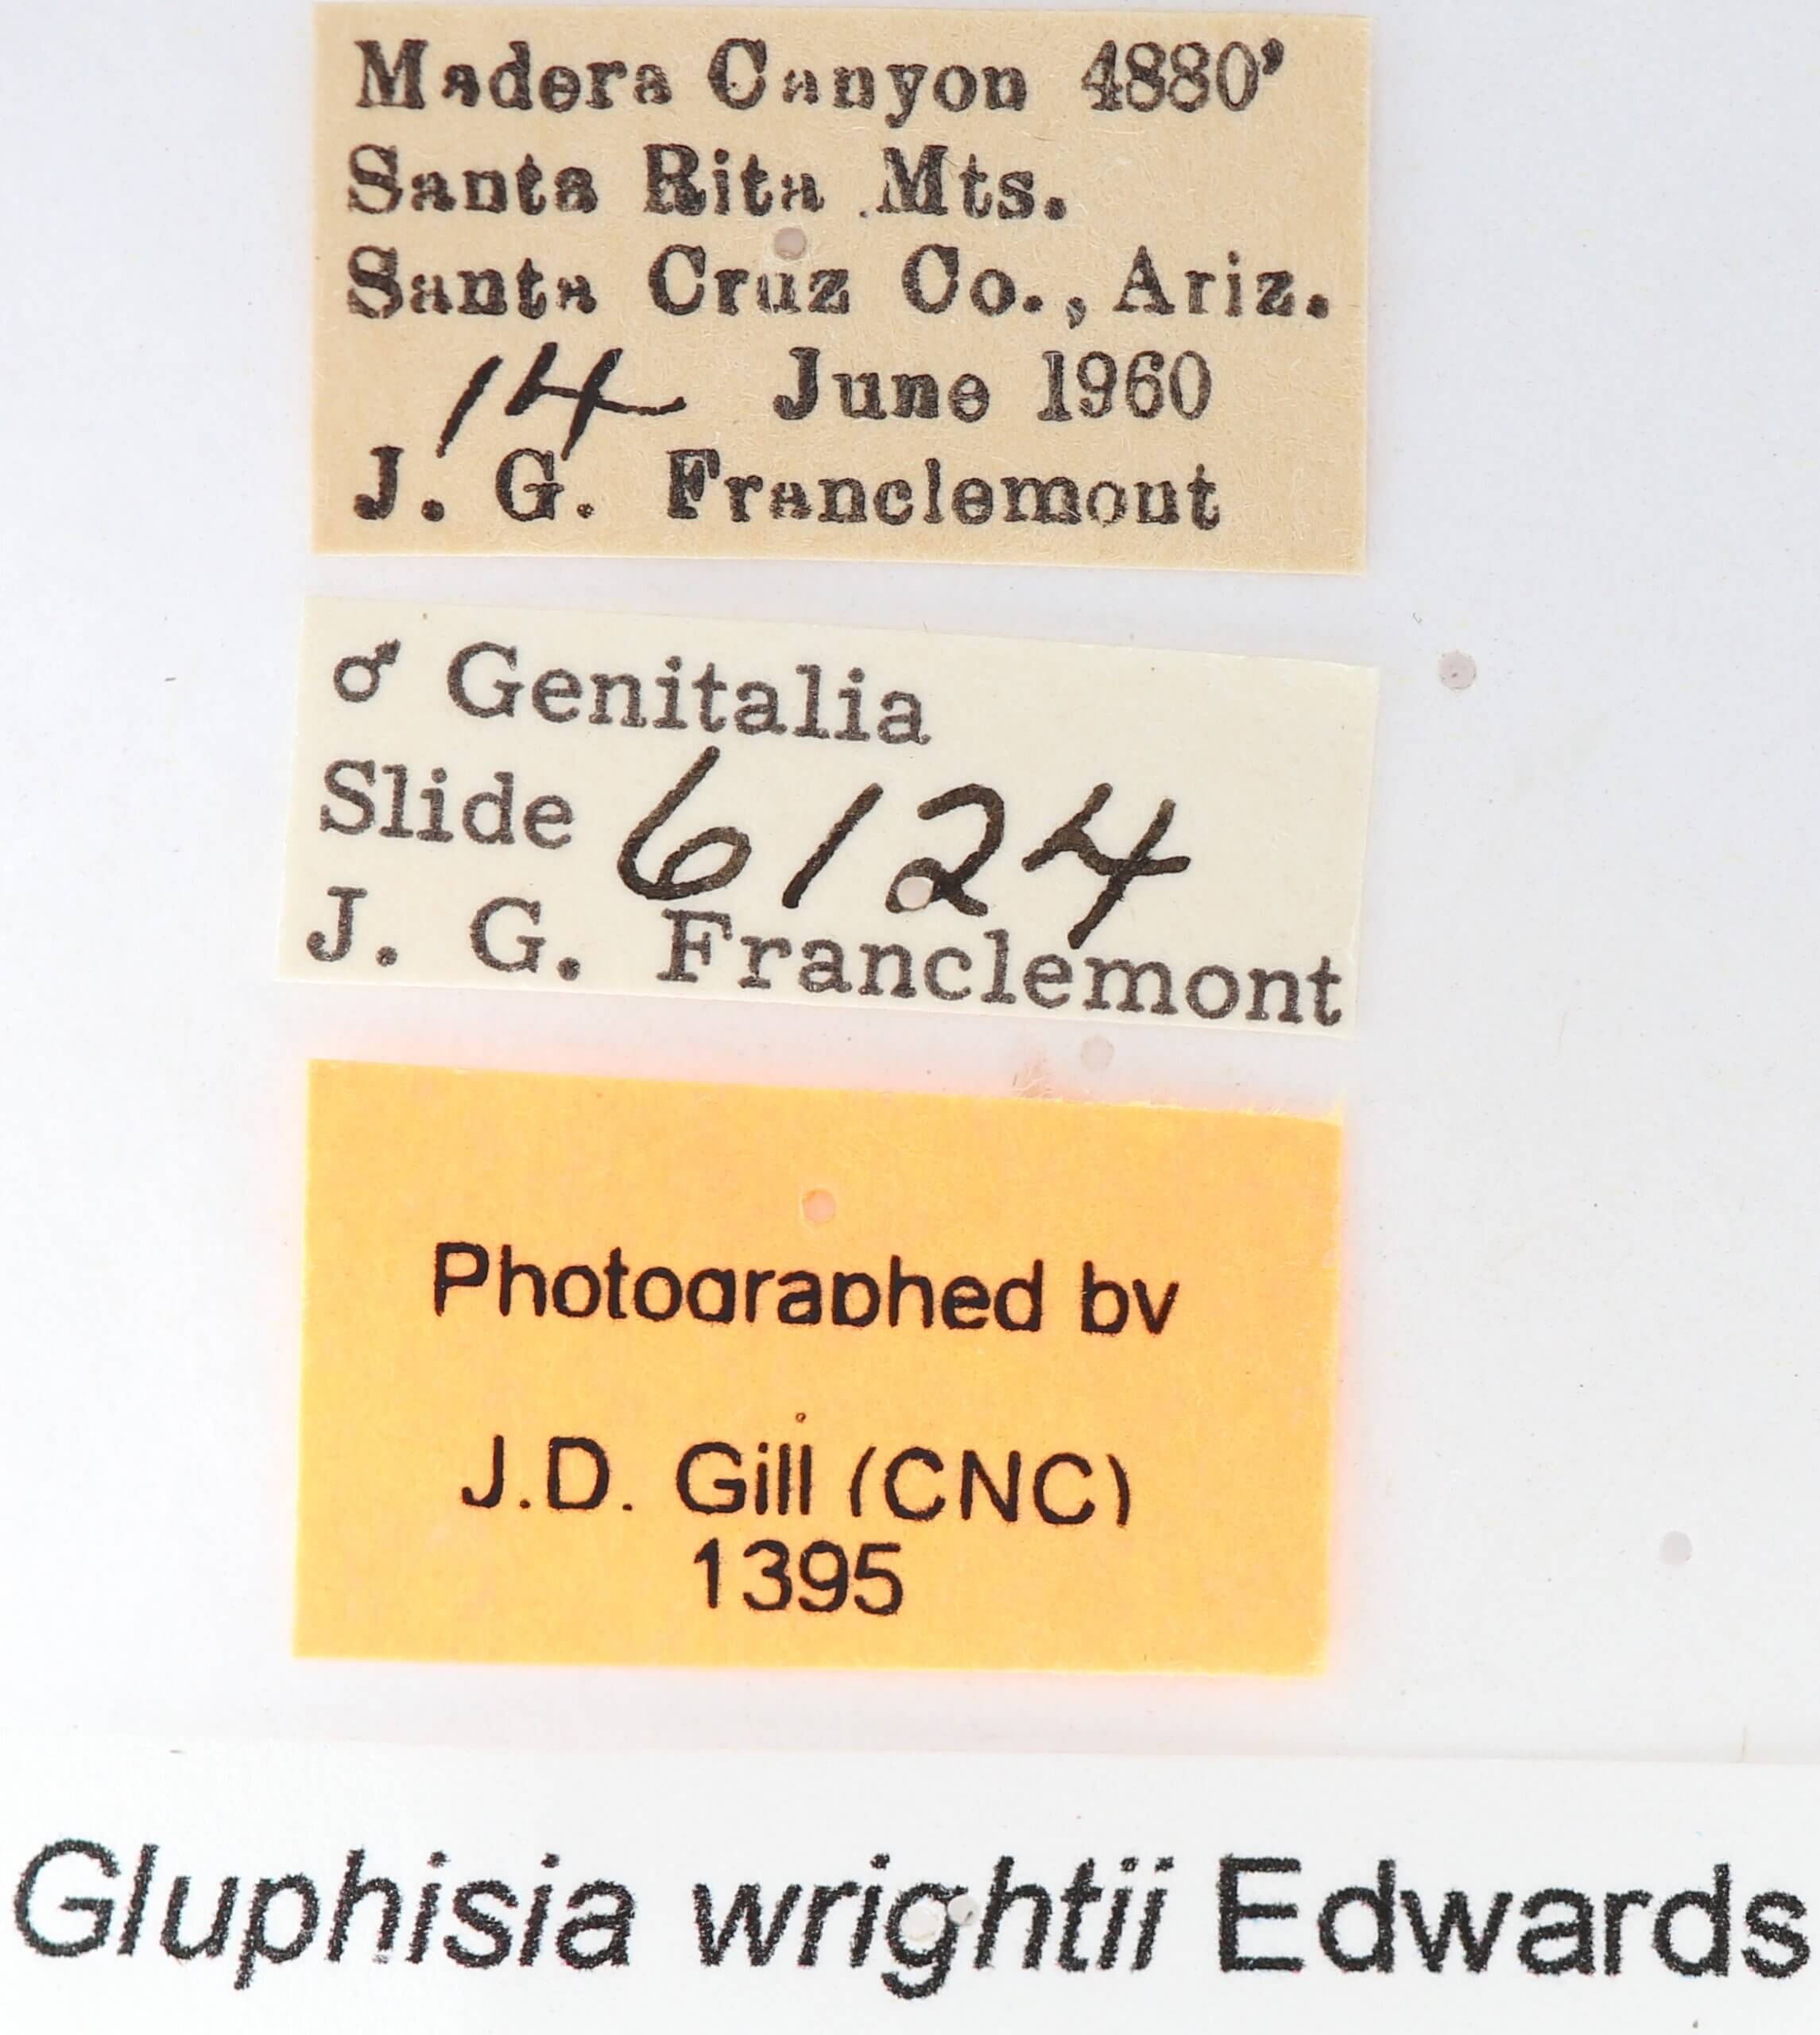 Madera Canyon 4880'
Santa Rita Mts.
Santa Cruz Co., Ariz.
14 June 1960
J. G. Franclemont
♂ Genitalia
Slide 6124
J. G. Franclemont
Photographed by
J.D. Gill (CNC)
1395
Gluphisia wrightii Edwards